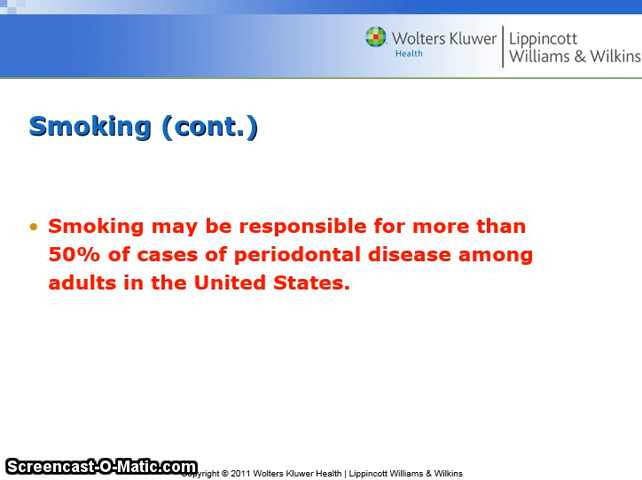 Wolters Kluwer
Health
Lippincott
Williams & Wilkins
Smoking (cont.)
• Smoking may be responsible for more than
50% of cases of periodontal disease among
adults in the United States.
Screencast-O-Matic.com
Copyright © 2011 Wolters Kluwer Health | Lippincott Williams & Wilkins